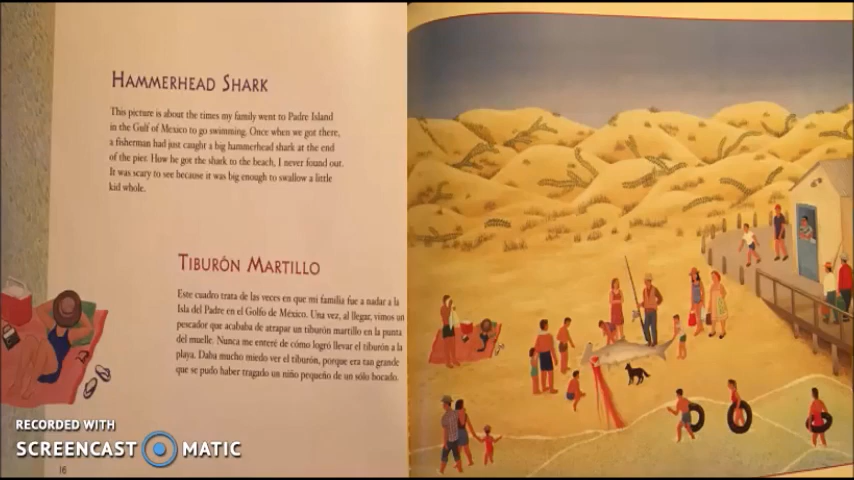 HAMMERHEAD SHARK
This picture is about the times my family went to Padre Island
in the Gulf of Mexico to go swimming. Once when we got there,
a fisherman had just caught a big hammerhead shark at the end
of the pier. How he got the shark to the beach, I never found out.
It was scary to see because it was big enough to swallow a little
kid whole.
TIBURÓN MARTILLO
Este cuadro trata de las veces en que mi familia fue a nadar a la
Isla del Padre en el Golfo de México. Una vez, al llegar, vimos un
pescador que acababa de atrapar un tiburón martillo en la punta
del muelle. Nunca me enteré de cómo logró llevar el tiburón a la
playa. Daba mucho miedo ver el tiburón, porque era tan grande
que se pudo haber tragado un niño pequeño de un sólo bocado.
RECORDED WITH
SCREENCAST MATIC
16